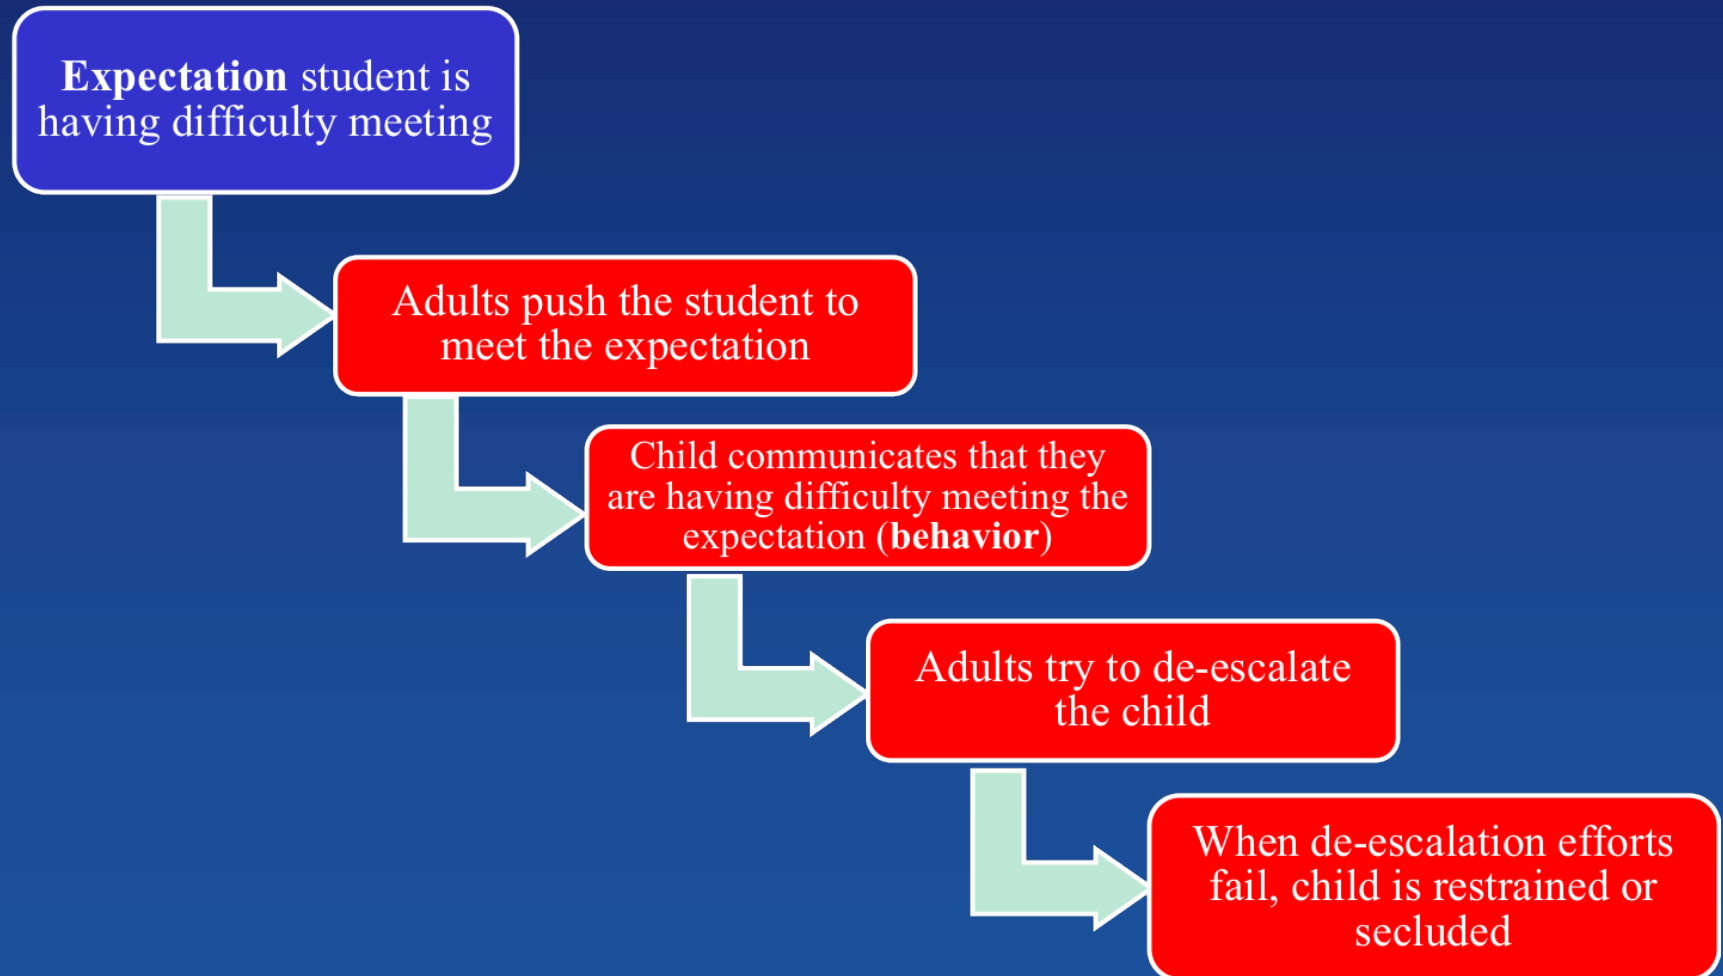 Expectation student is
having difficulty meeting
Adults push the student to
meet the expectation
Child communicates that they
are having difficulty meeting the
expectation (behavior)
Adults try to de-escalate
the child
When de-escalation efforts
fail, child is restrained or
secluded